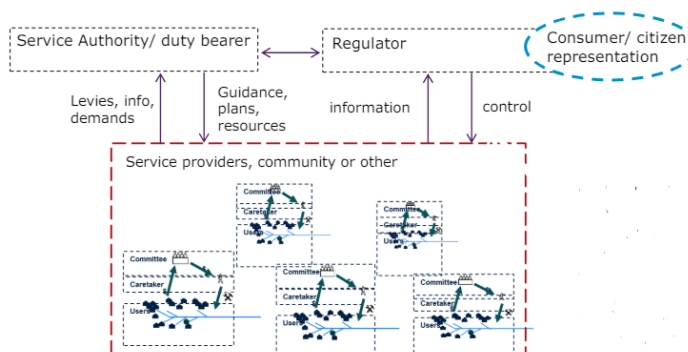 Service Authority/ duty bearer
Regulator
Consumer/ citizen
representation
Levies, info,
demands
Guidance,
plans,
resources
information
control
Service providers, community or other
Committee
Caretaker
Users
Committee
Caretaker
Users
Committee
Caretaker
Users
Committee
Caretaker
Users
Committee
Caretaker
Users